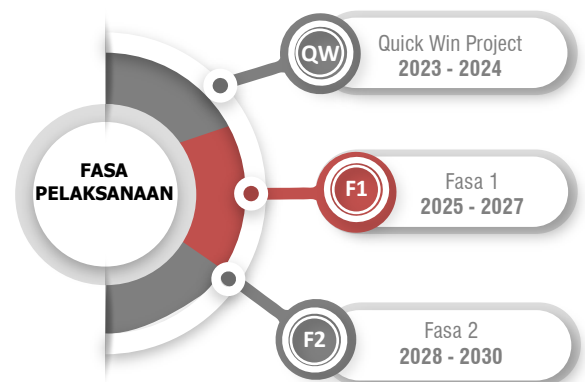 QW
Quick Win Project
2023 - 2024
FASA
PELAKSANAAN
F1
Fasa 1
2025 - 2027
F2
Fasa 2
2028 - 2030